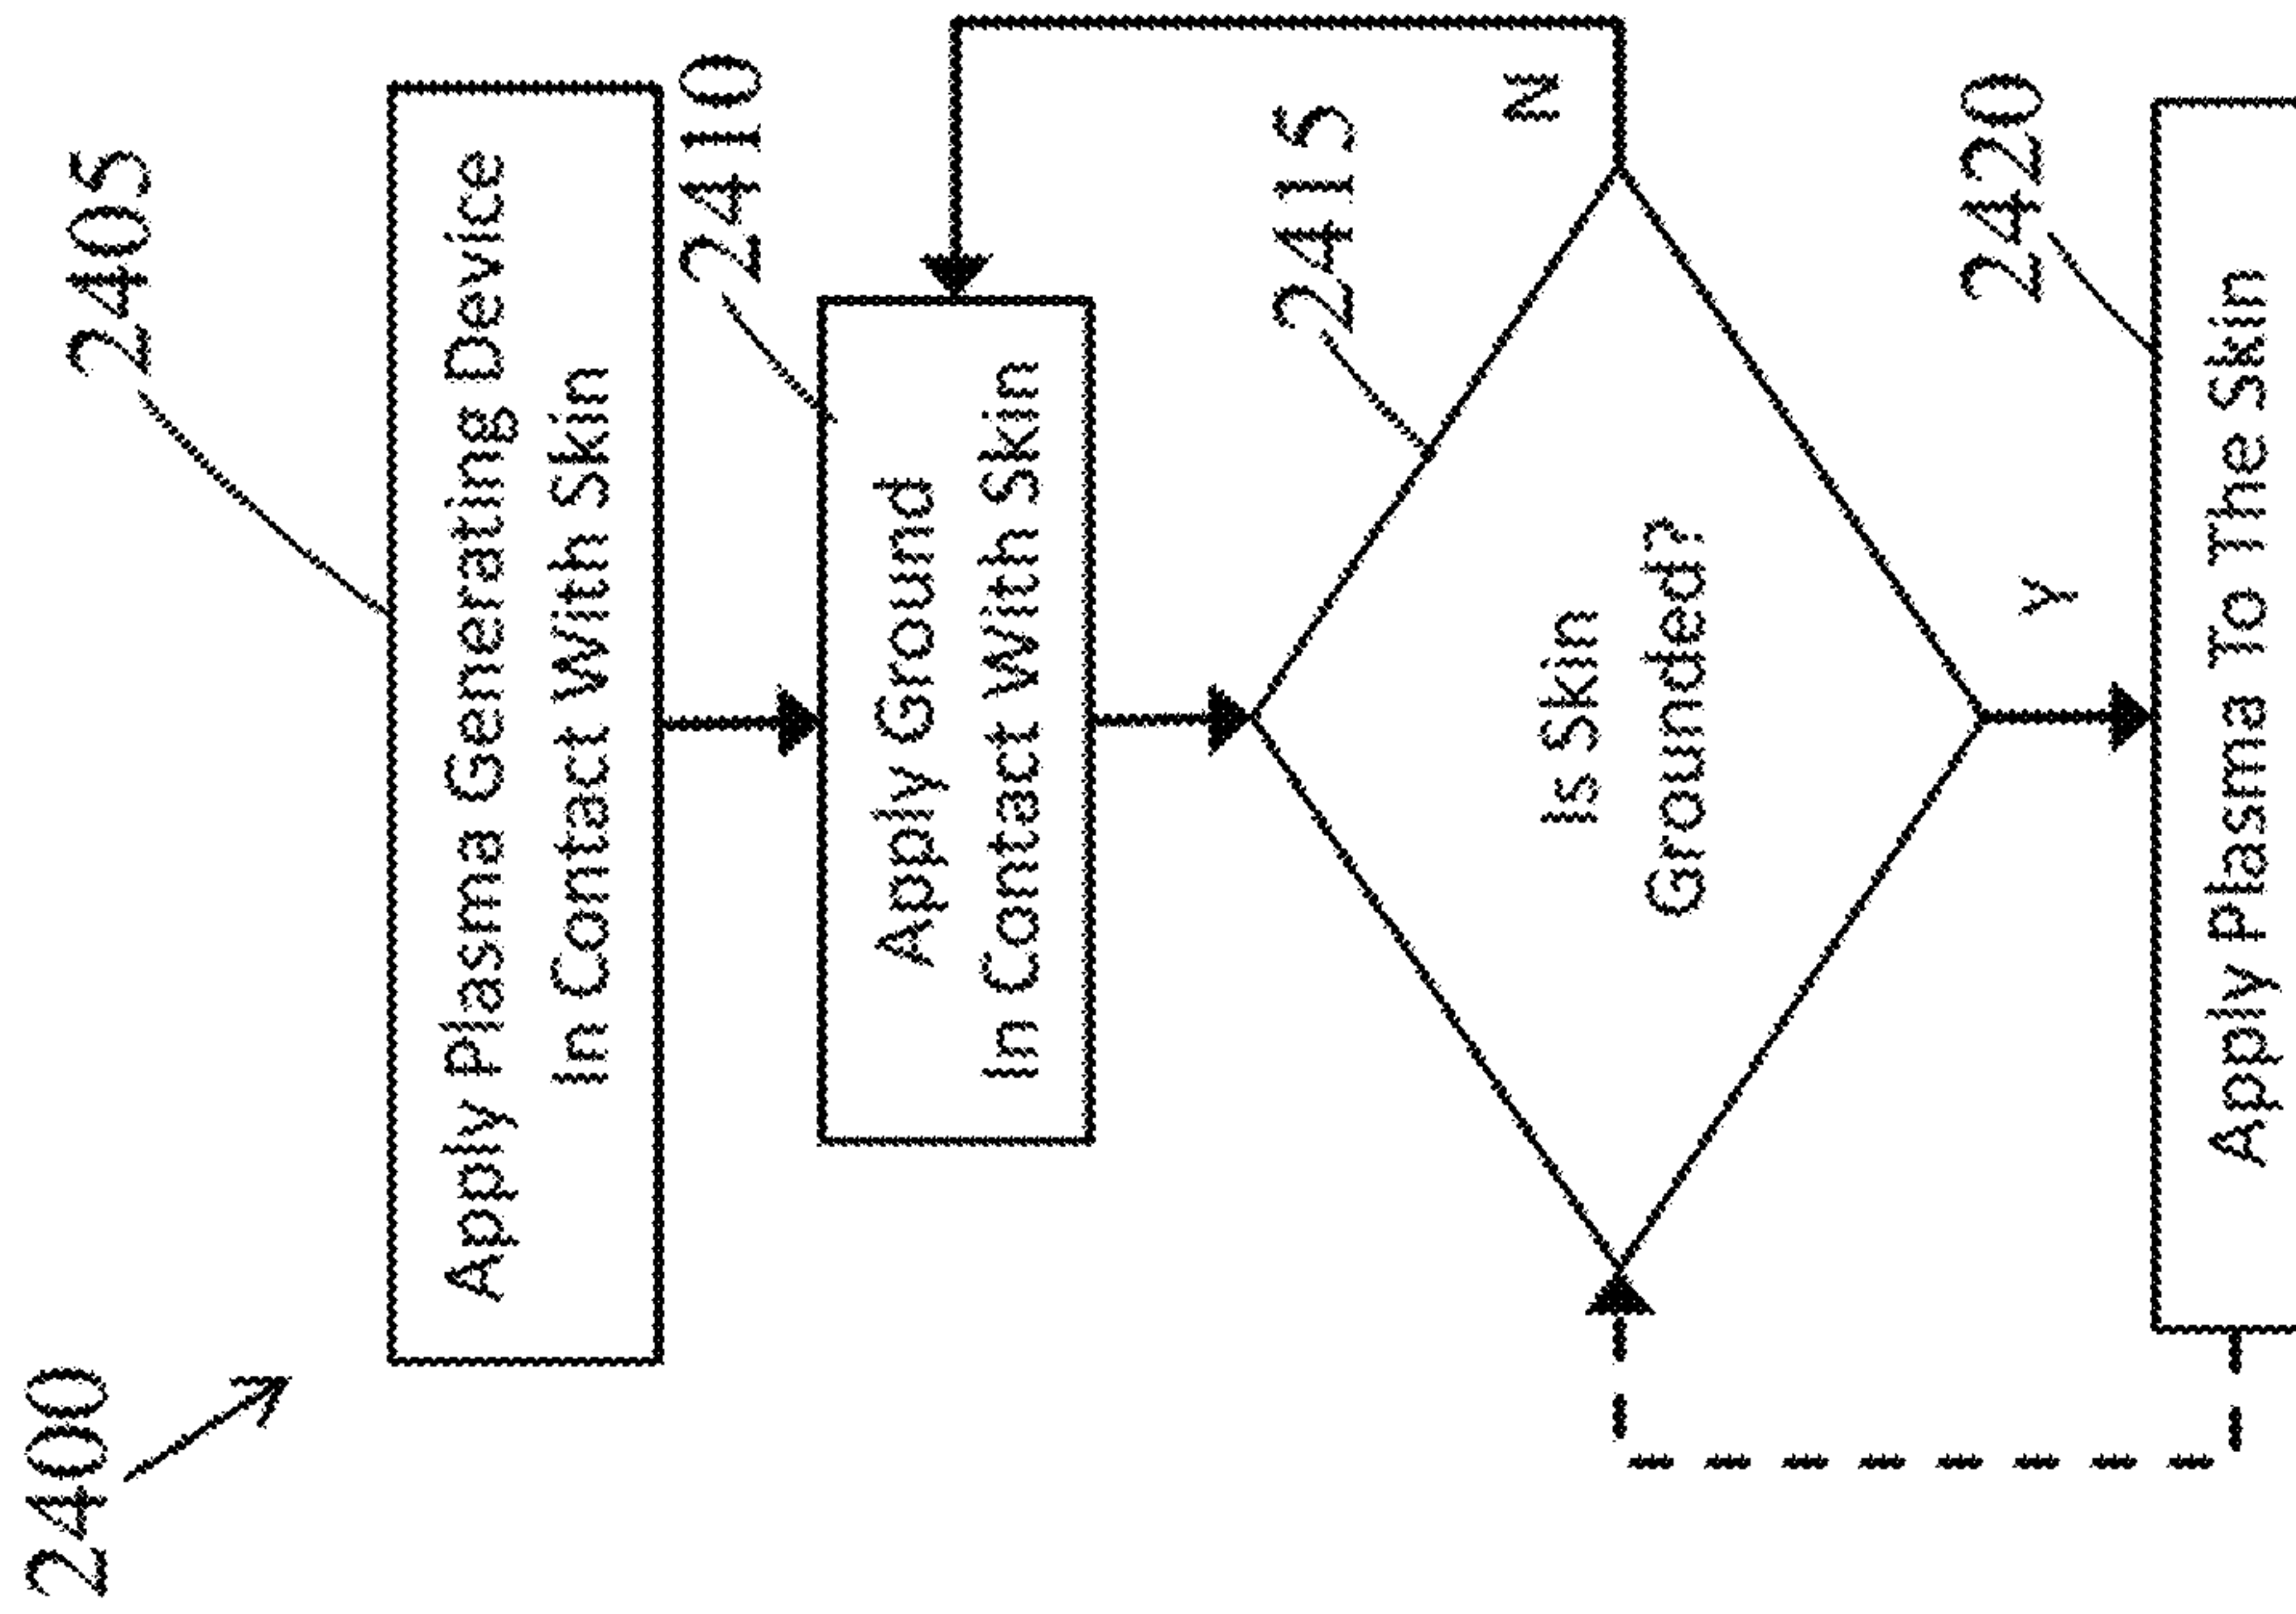 2400
2405
Apply Plasma Generating Device
In Contact With Skin
2410
Apply Ground
In Contact With Skin
2415
Is Skin
Grounded?
N
Y
2420
Apply Plasma To The Skin